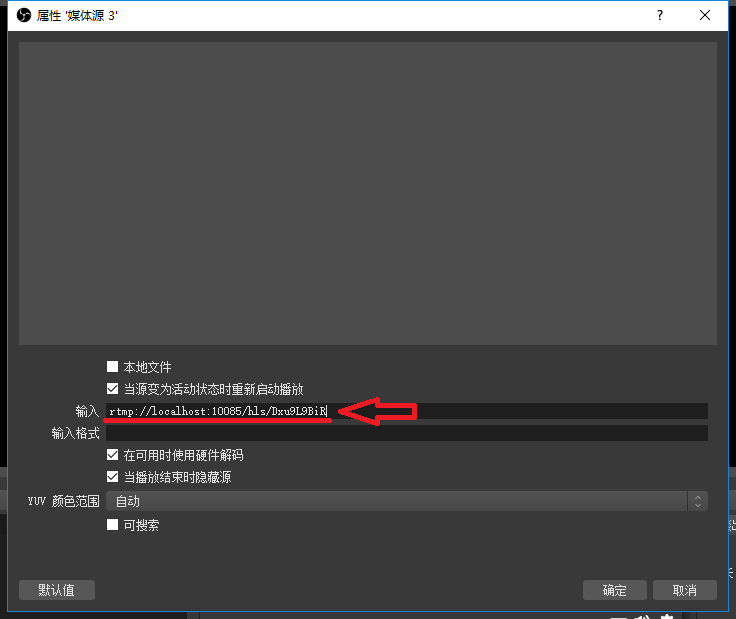 属性 '媒体源 3'
?
本地文件
当源变为活动状态时重新启动播放
输入 rtmp://localhost:10085/hls/Dxu9L9BiR
输入格式
在可用时使用硬件解码
当播放结束时隐藏源
YUV 颜色范围 自动
可搜索
默认值 确定 取消